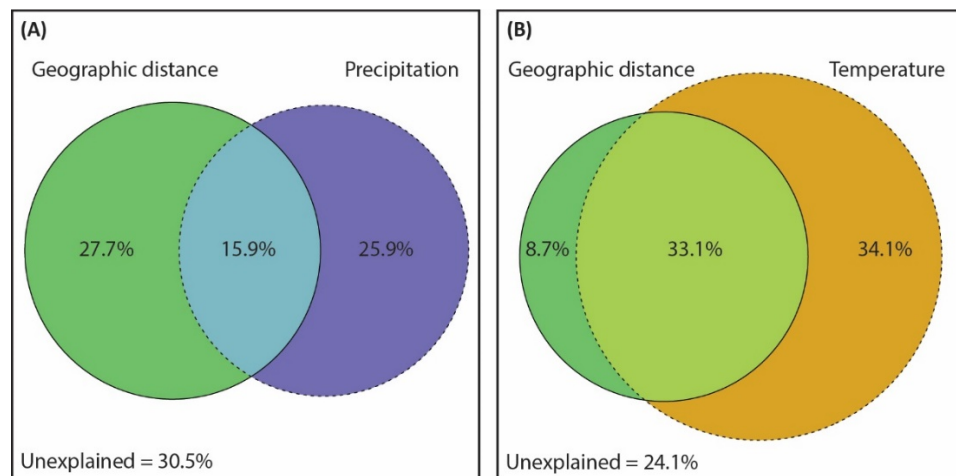 (A)
Geographic distance
Precipitation
27.7%
15.9%
25.9%
Unexplained = 30.5%
(B)
Geographic distance
Temperature
8.7%
33.1%
34.1%
Unexplained = 24.1%